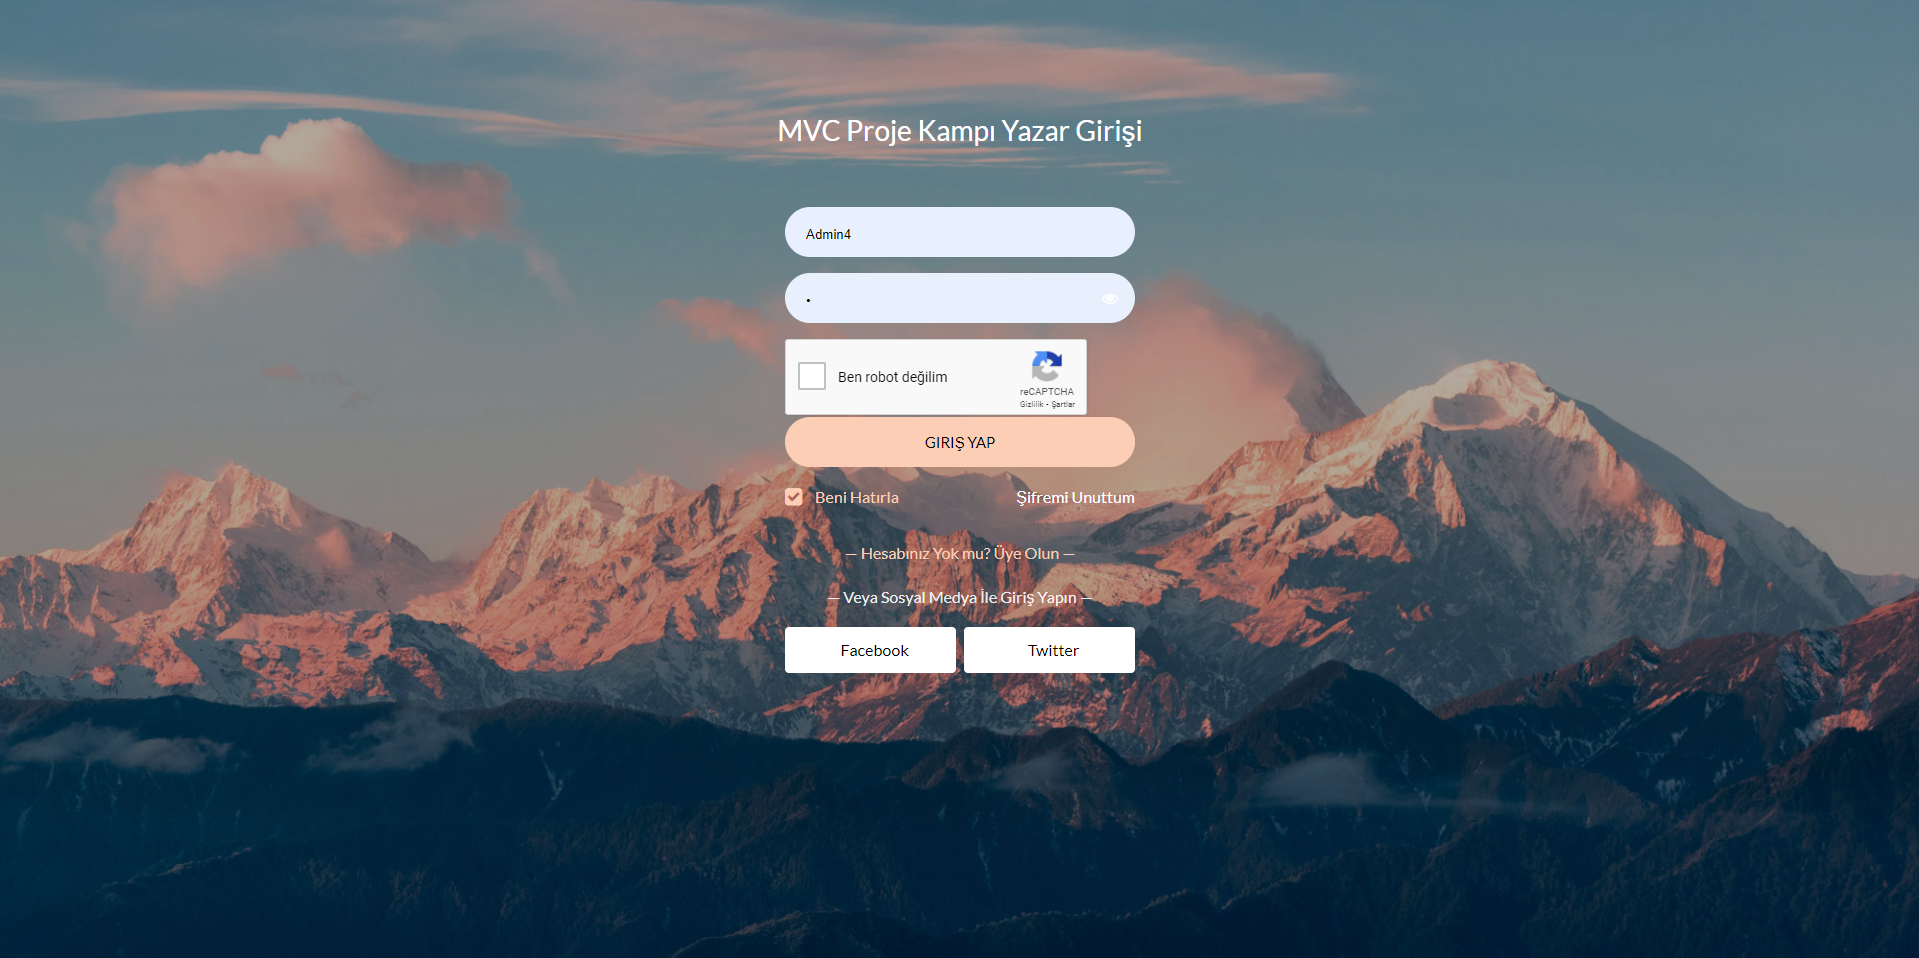 MVC Proje Kampı Yazar Girişi
Admin4
•
Ben robot değilim
reCAPTCHA
Gizlilik - Şartlar
GIRIŞ YAP
Beni Hatırla
Şifremi Unuttum
— Hesabınız Yok mu? Üye Olun —
— Veya Sosyal Medya İle Giriş Yapın —
Facebook
Twitter